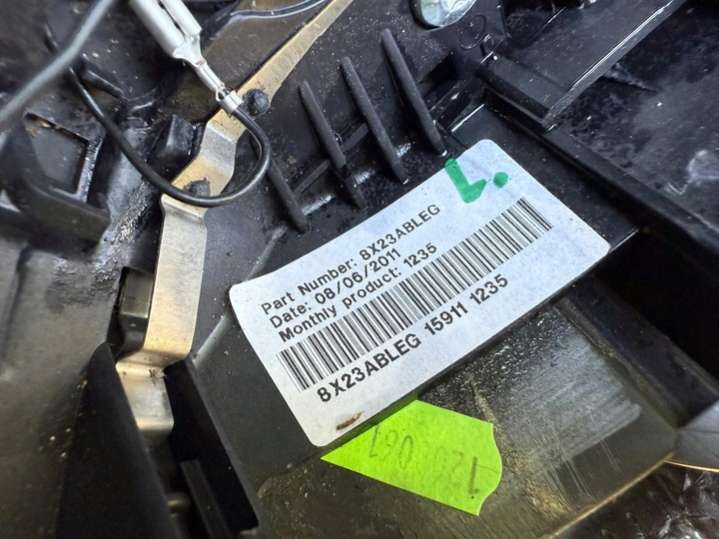 L.
Part Number: 8X23ABLEG
Date: 08/06/2011
Monthly product: 1235
8X23ABLEG 15911 1235